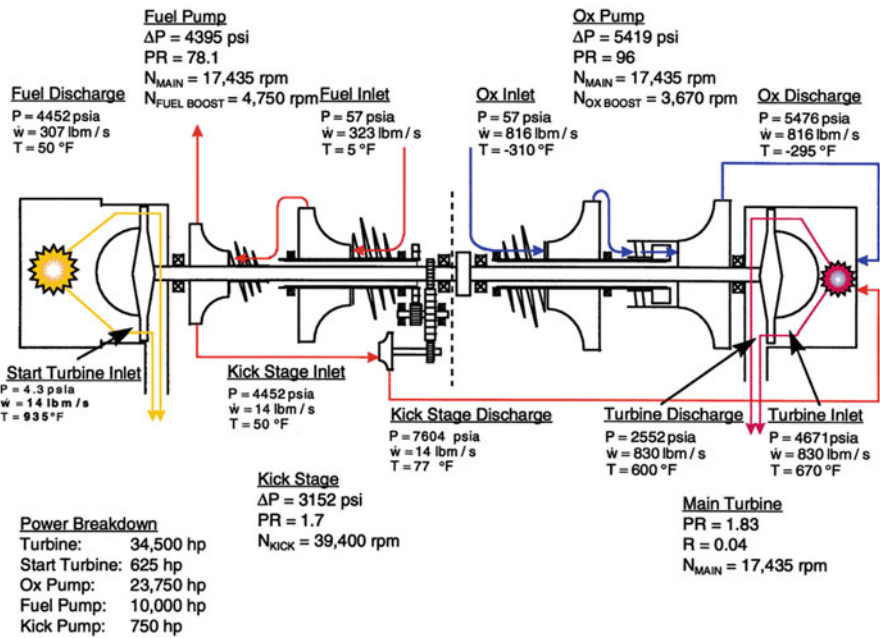 Fuel Pump
ΔP = 4395 psi
PR = 78.1
N_MAIN = 17,435 rpm
N_FUEL BOOST = 4,750 rpm
Ox Pump
ΔP = 5419 psi
PR = 96
N_MAIN = 17,435 rpm
N_OX BOOST = 3,670 rpm
Fuel Discharge
P = 4452 psia
ẇ = 307 lbm / s
T = 50 °F
Fuel Inlet
P = 57 psia
ẇ = 323 lbm / s
T = 5 °F
Ox Inlet
P = 57 psia
ẇ = 816 lbm / s
T = -310 °F
Ox Discharge
P = 5476 psia
ẇ = 816 lbm / s
T = -295 °F
Start Turbine Inlet
P = 4.3 psia
ẇ = 14 lbm / s
T = 935°F
Kick Stage Inlet
P = 4452 psia
ẇ = 14 lbm / s
T = 50 °F
Kick Stage Discharge
P = 7604 psia
ẇ = 14 lbm / s
T = 77 °F
Turbine Discharge
P = 2552 psia
ẇ = 830 lbm / s
T = 600 °F
Turbine Inlet
P = 4671psia
ẇ = 830 lbm / s
T = 670 °F
Kick Stage
ΔP = 3152 psi
PR = 1.7
N_KICK = 39,400 rpm
Main Turbine
PR = 1.83
R = 0.04
N_MAIN = 17,435 rpm
Power Breakdown
Turbine: 34,500 hp
Start Turbine: 625 hp
Ox Pump: 23,750 hp
Fuel Pump: 10,000 hp
Kick Pump: 750 hp